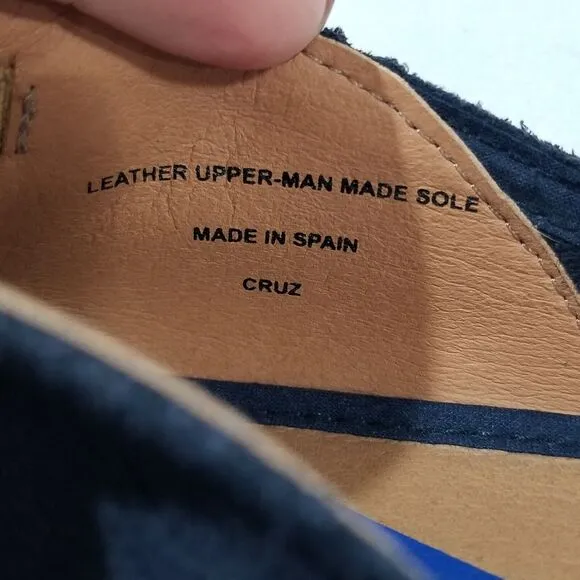 LEATHER UPPER-MAN MADE SOLE
MADE IN SPAIN
CRUZ